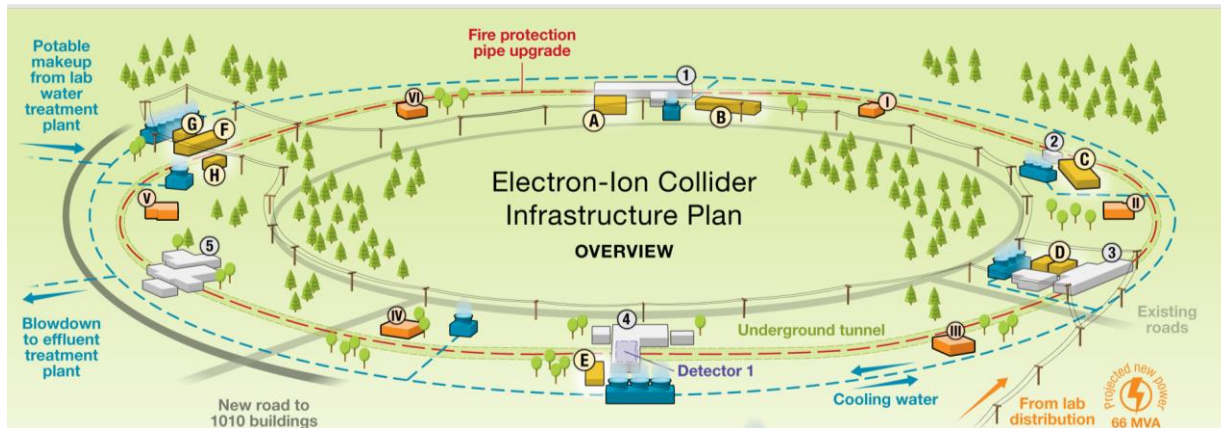 Potable
makeup
from lab
water
treatment
plant
Fire protection
pipe upgrade
1
VI
A
B
I
G
F
H
2
C
V
II
Electron-Ion Collider
Infrastructure Plan
OVERVIEW
5
D
3
Blowdown
to effluent
treatment
plant
IV
4
Underground tunnel
III
Existing
roads
E
Detector 1
Cooling water
New road to
1010 buildings
From lab
distribution
Projected new power
66 MVA